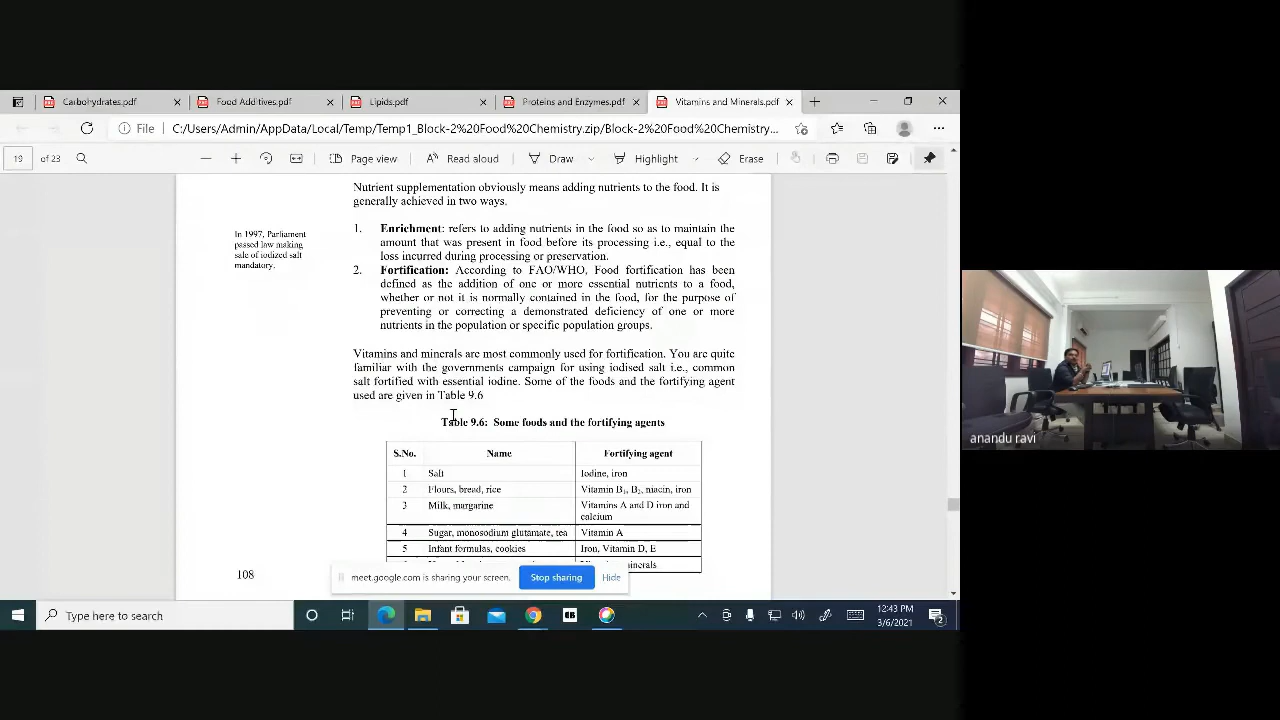 Carbohydrates.pdf
Food Additives.pdf
Lipids.pdf
Proteins and Enzymes.pdf
Vitamins and Minerals.pdf
File
C:/Users/Admin/AppData/Local/Temp/Temp1_Block-2%20Food%20Chemistry.zip/Block-2%20Food%20Chemistry...
19 of 23
Page view
Read aloud
Draw
Highlight
Erase
Nutrient supplementation obviously means adding nutrients to the food. It is
generally achieved in two ways.
In 1997, Parliament
passed law making
sale of iodized salt
mandatory.
1. Enrichment: refers to adding nutrients in the food so as to maintain the
amount that was present in food before its processing i.e., equal to the
loss incurred during processing or preservation.
2. Fortification: According to FAO/WHO, Food fortification has been
defined as the addition of one or more essential nutrients to a food,
whether or not it is normally contained in the food, for the purpose of
preventing or correcting a demonstrated deficiency of one or more
nutrients in the population or specific population groups.
Vitamins and minerals are most commonly used for fortification. You are quite
familiar with the governments campaign for using iodised salt i.e., common
salt fortified with essential iodine. Some of the foods and the fortifying agent
used are given in Table 9.6
Table 9.6: Some foods and the fortifying agents
S.No. Name Fortifying agent
1 Salt Iodine, iron
2 Flours, bread, rice Vitamin B1, B2, niacin, iron
3 Milk, margarine Vitamins A and D iron and
calcium
4 Sugar, monosodium glutamate, tea Vitamin A
5 Infant formulas, cookies Iron, Vitamin D, E
minerals
108
meet.google.com is sharing your screen.
Stop sharing
Hide
anandu ravi
Type here to search
12:43 PM
3/6/2021
2